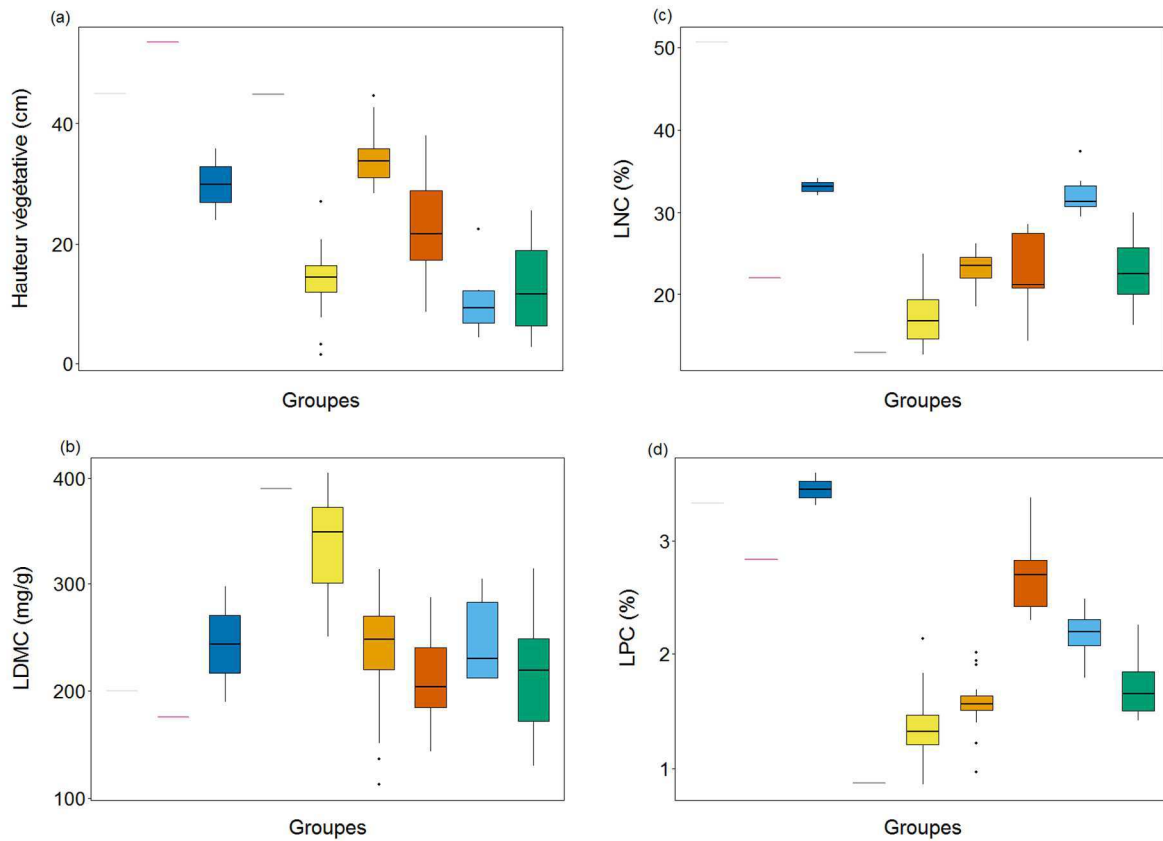 (a)
Hauteur végétative (cm)
40
20
0
Groupes
(c)
LNC (%)
50
40
30
20
Groupes
(b)
LDMC (mg/g)
400
300
200
100
Groupes
(d)
LPC (%)
3
2
1
Groupes